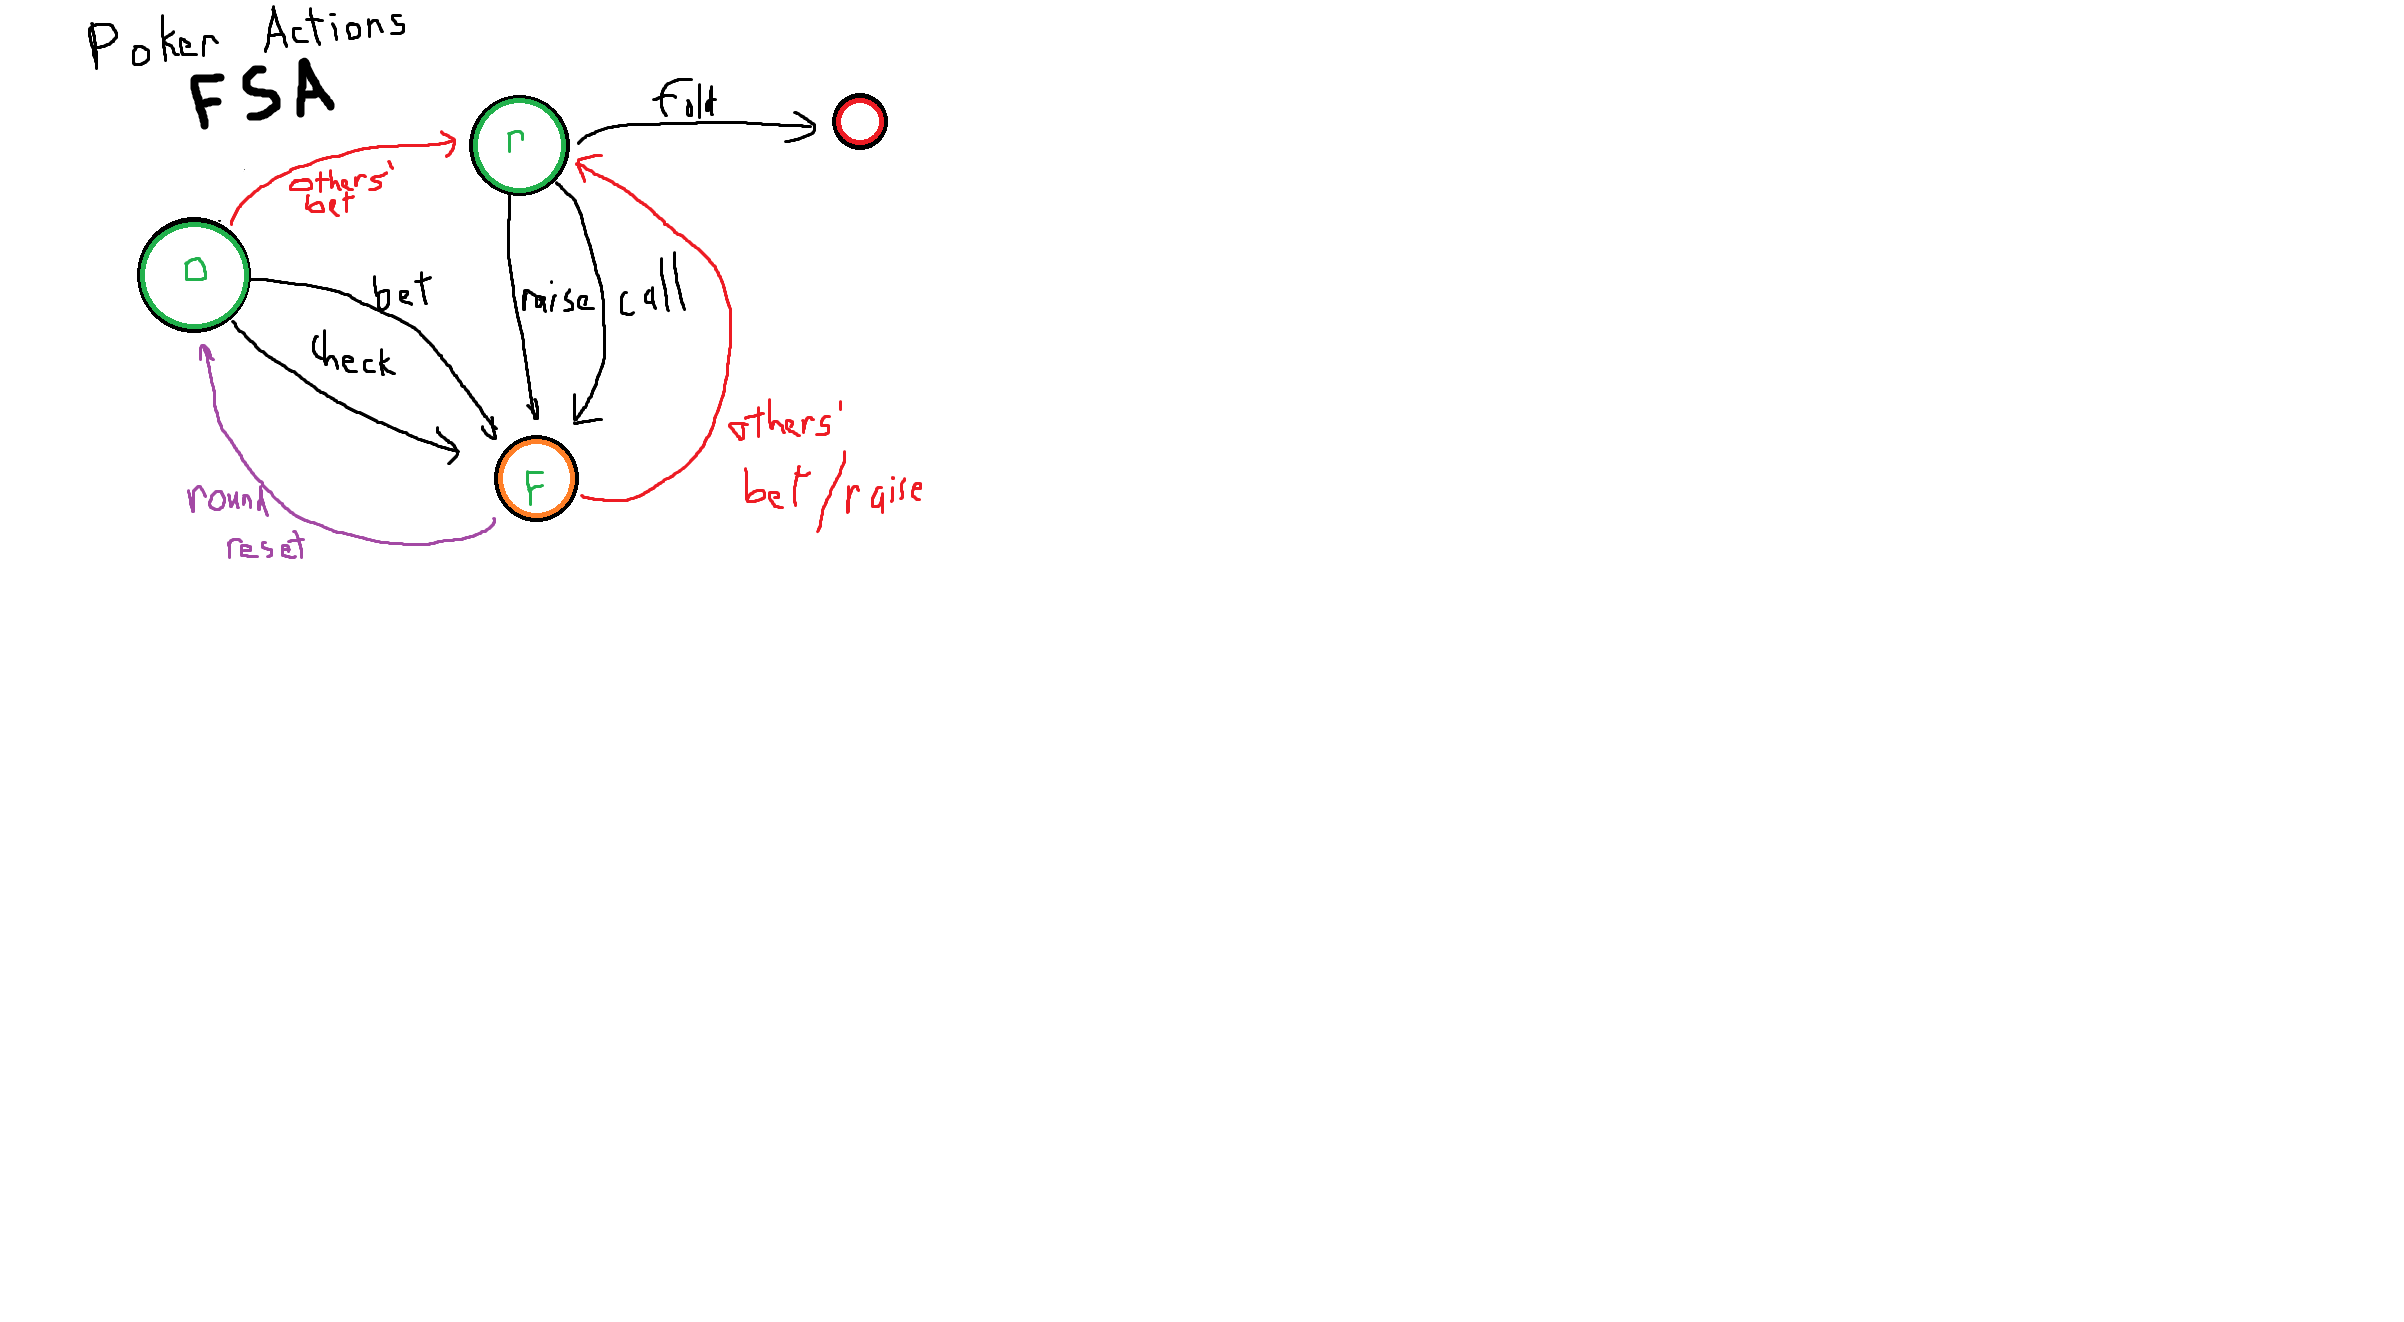 Poker Actions
FSA
fold
r
others'
bet
O
bet
raise call
check
others'
F
bet/raise
round
reset